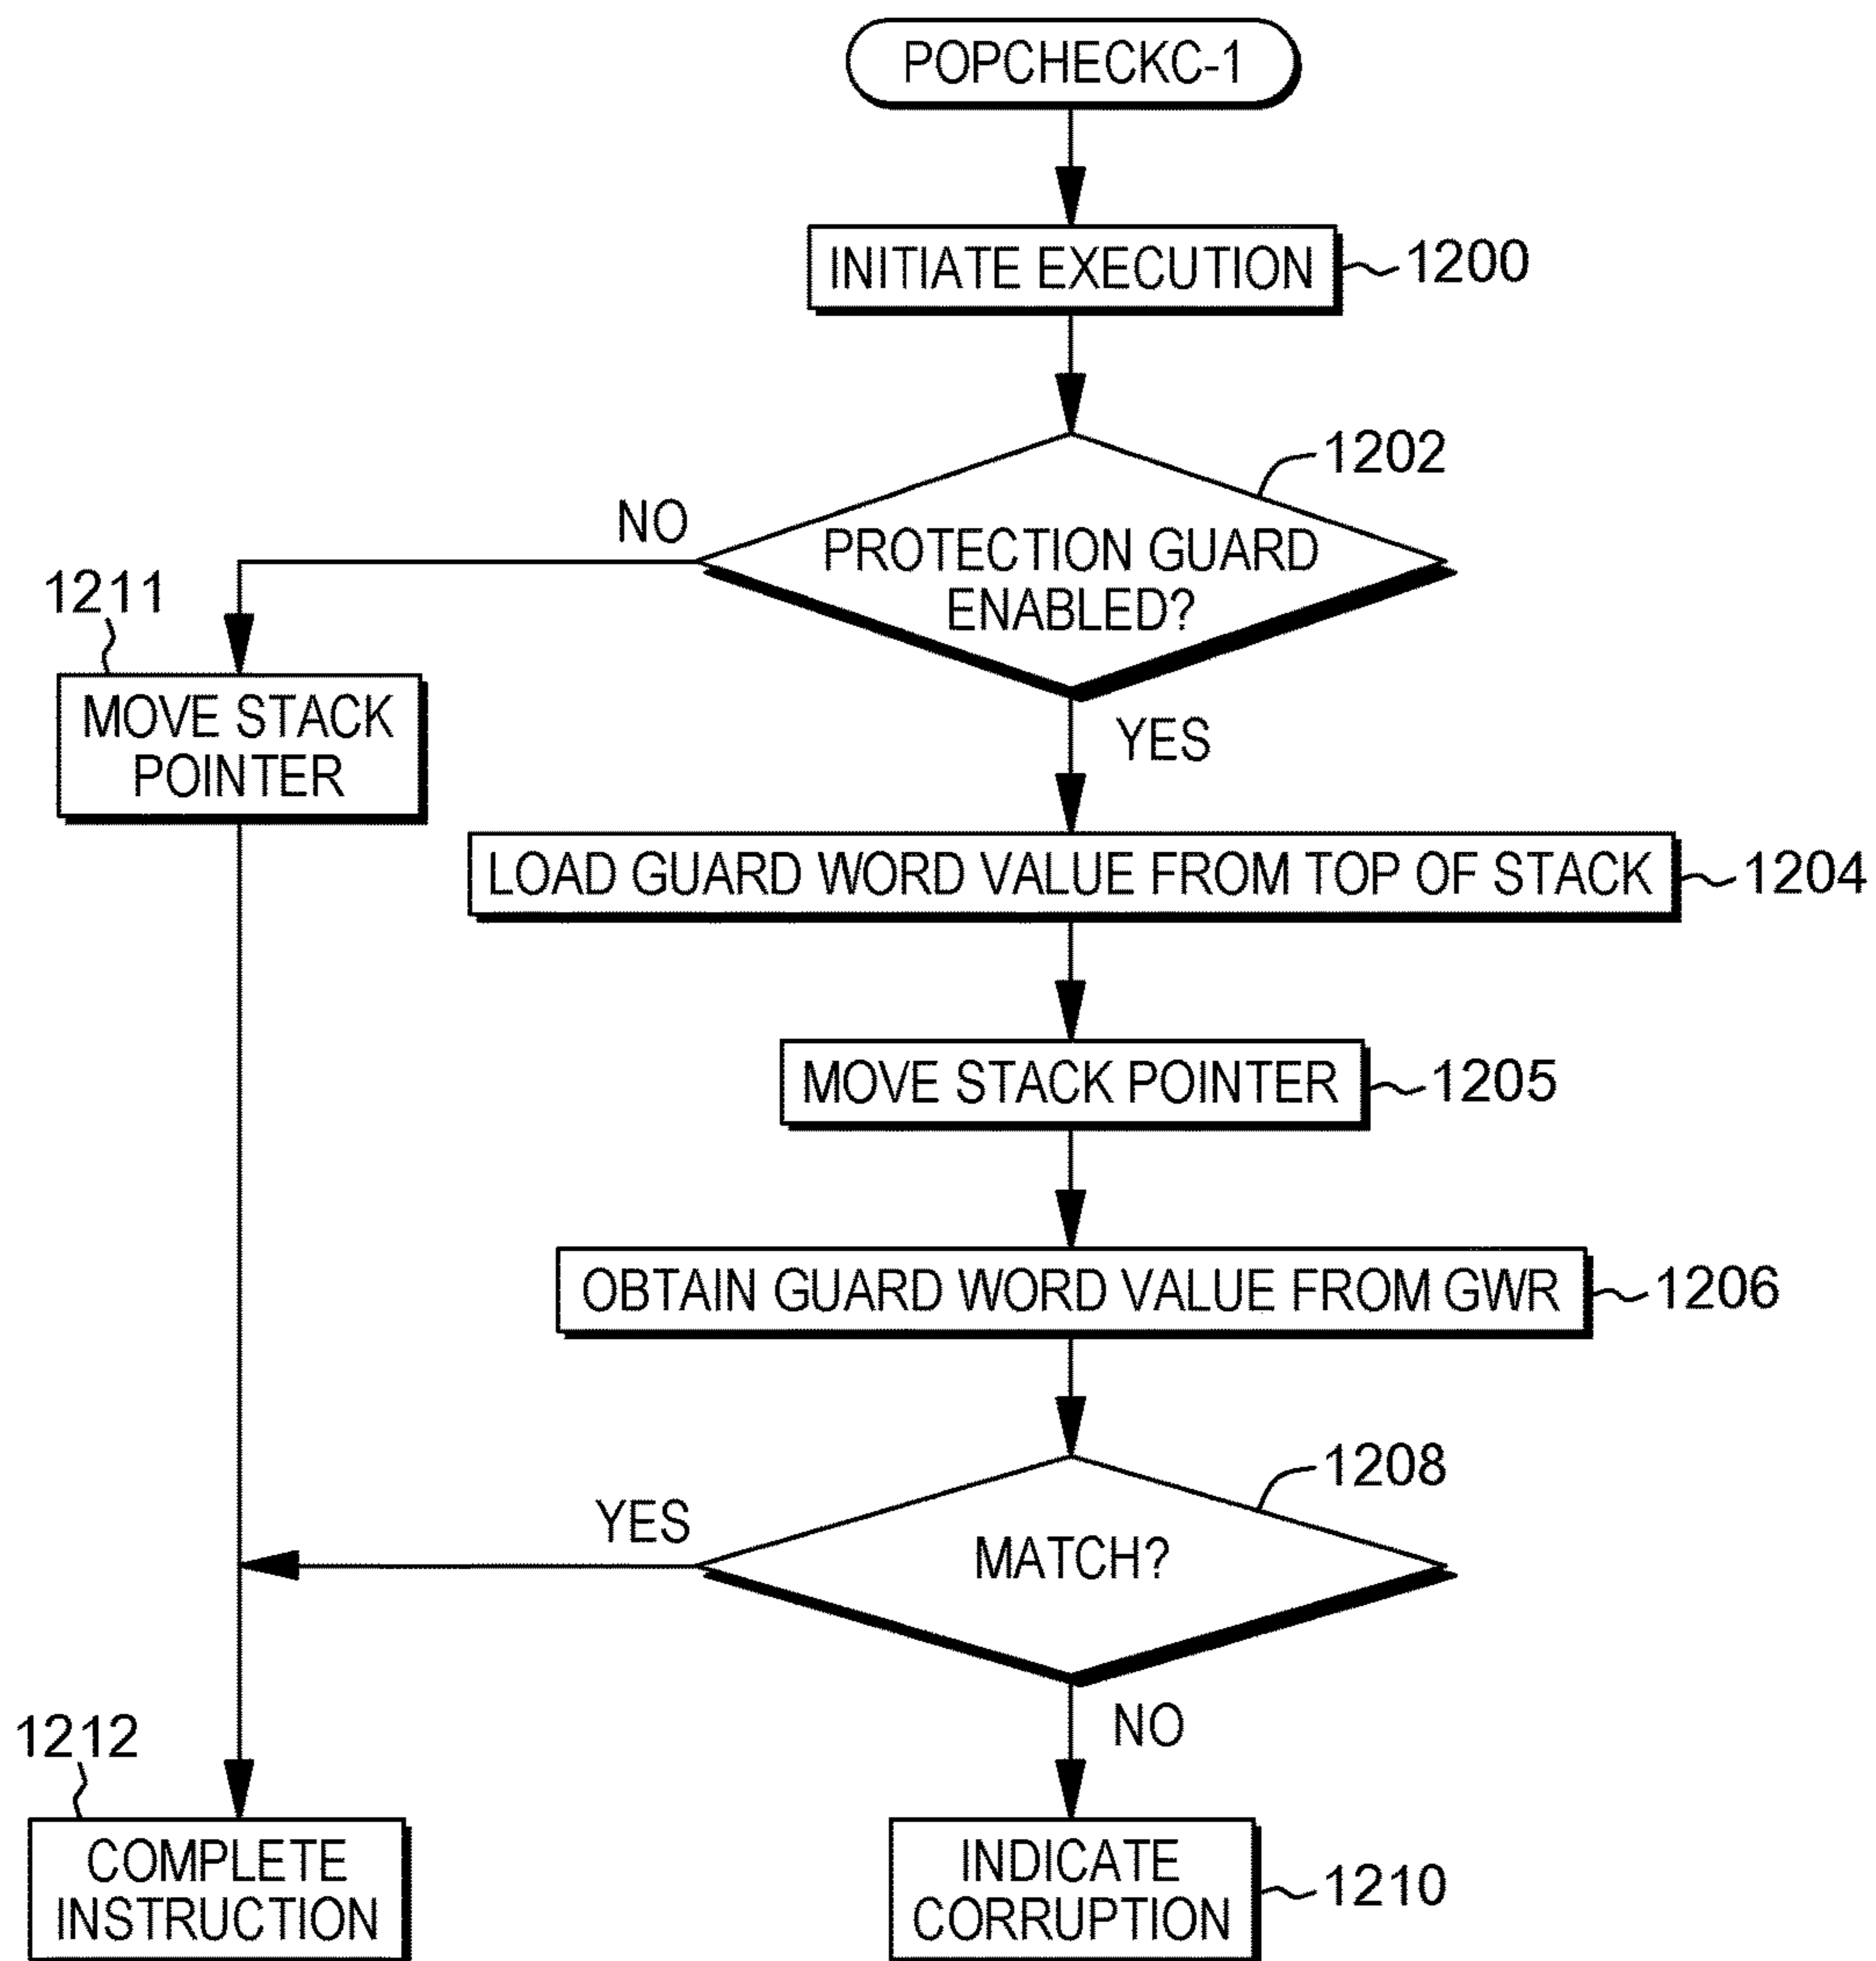 POPCHECKC-1
INITIATE EXECUTION
1200
1202
PROTECTION GUARD
ENABLED?
NO
1211
MOVE STACK
POINTER
YES
LOAD GUARD WORD VALUE FROM TOP OF STACK
1204
MOVE STACK POINTER
1205
OBTAIN GUARD WORD VALUE FROM GWR
1206
1208
YES
MATCH?
NO
1212
COMPLETE
INSTRUCTION
INDICATE
CORRUPTION
1210